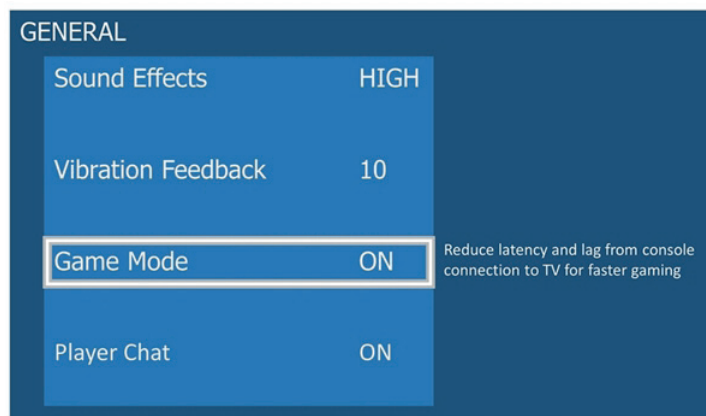 GENERAL
Sound Effects HIGH
Vibration Feedback 10
Game Mode ON
Reduce latency and lag from console
connection to TV for faster gaming
Player Chat ON